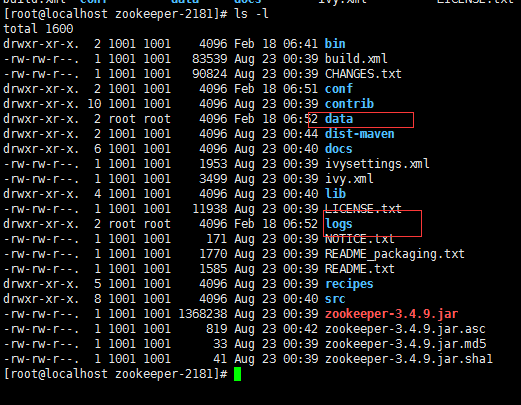 [root@localhost zookeeper-2181]# ls -l
total 1600
drwxr-xr-x.  2 1001 1001    4096 Feb 18 06:41 bin
-rw-rw-r--.  1 1001 1001   83539 Aug 23 00:39 build.xml
-rw-rw-r--.  1 1001 1001   90824 Aug 23 00:39 CHANGES.txt
drwxr-xr-x.  2 1001 1001    4096 Feb 18 06:51 conf
drwxr-xr-x. 10 1001 1001    4096 Aug 23 00:39 contrib
drwxr-xr-x.  2 root root    4096 Feb 18 06:52 data
drwxr-xr-x.  2 1001 1001    4096 Aug 23 00:44 dist-maven
drwxr-xr-x.  6 1001 1001    4096 Aug 23 00:40 docs
-rw-rw-r--.  1 1001 1001    1953 Aug 23 00:39 ivysettings.xml
-rw-rw-r--.  1 1001 1001    3499 Aug 23 00:39 ivy.xml
drwxr-xr-x.  4 1001 1001    4096 Aug 23 00:40 lib
-rw-rw-r--.  1 1001 1001   11938 Aug 23 00:39 LICENSE.txt
drwxr-xr-x.  2 root root    4096 Feb 18 06:52 logs
-rw-rw-r--.  1 1001 1001     171 Aug 23 00:39 NOTICE.txt
-rw-rw-r--.  1 1001 1001    1770 Aug 23 00:39 README_packaging.txt
-rw-rw-r--.  1 1001 1001    1585 Aug 23 00:39 README.txt
drwxr-xr-x.  5 1001 1001    4096 Aug 23 00:39 recipes
drwxr-xr-x.  8 1001 1001    4096 Aug 23 00:40 src
-rw-rw-r--.  1 1001 1001 1368238 Aug 23 00:39 zookeeper-3.4.9.jar
-rw-rw-r--.  1 1001 1001     819 Aug 23 00:42 zookeeper-3.4.9.jar.asc
-rw-rw-r--.  1 1001 1001      33 Aug 23 00:39 zookeeper-3.4.9.jar.md5
-rw-rw-r--.  1 1001 1001      41 Aug 23 00:39 zookeeper-3.4.9.jar.sha1
[root@localhost zookeeper-2181]#